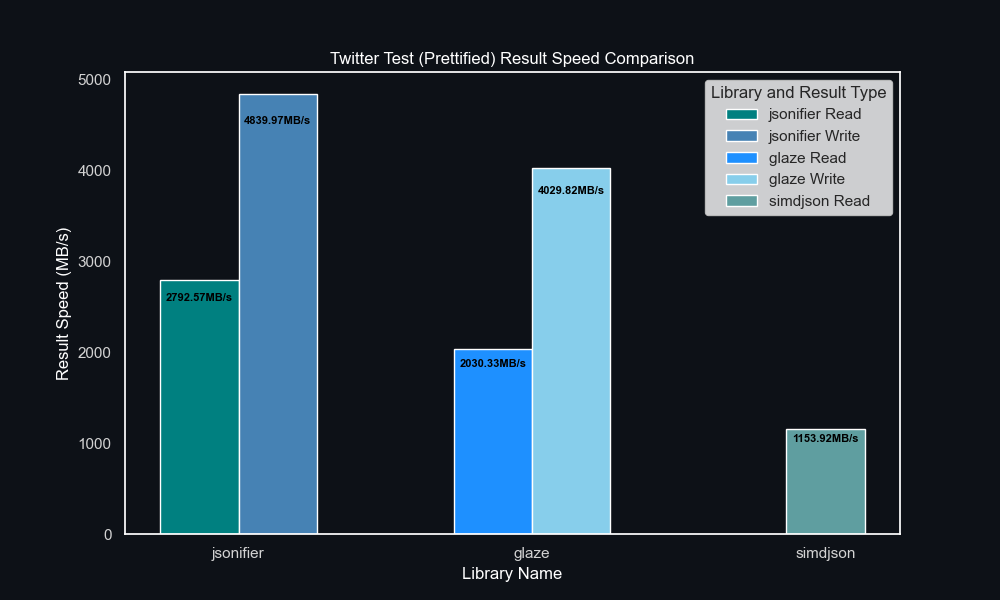 Twitter Test (Prettified) Result Speed Comparison
Result Speed (MB/s)
5000
4000
3000
2000
1000
0
2792.57MB/s
4839.97MB/s
2030.33MB/s
4029.82MB/s
1153.92MB/s
Library and Result Type
jsonifier Read
jsonifier Write
glaze Read
glaze Write
simdjson Read
jsonifier
glaze
simdjson
Library Name